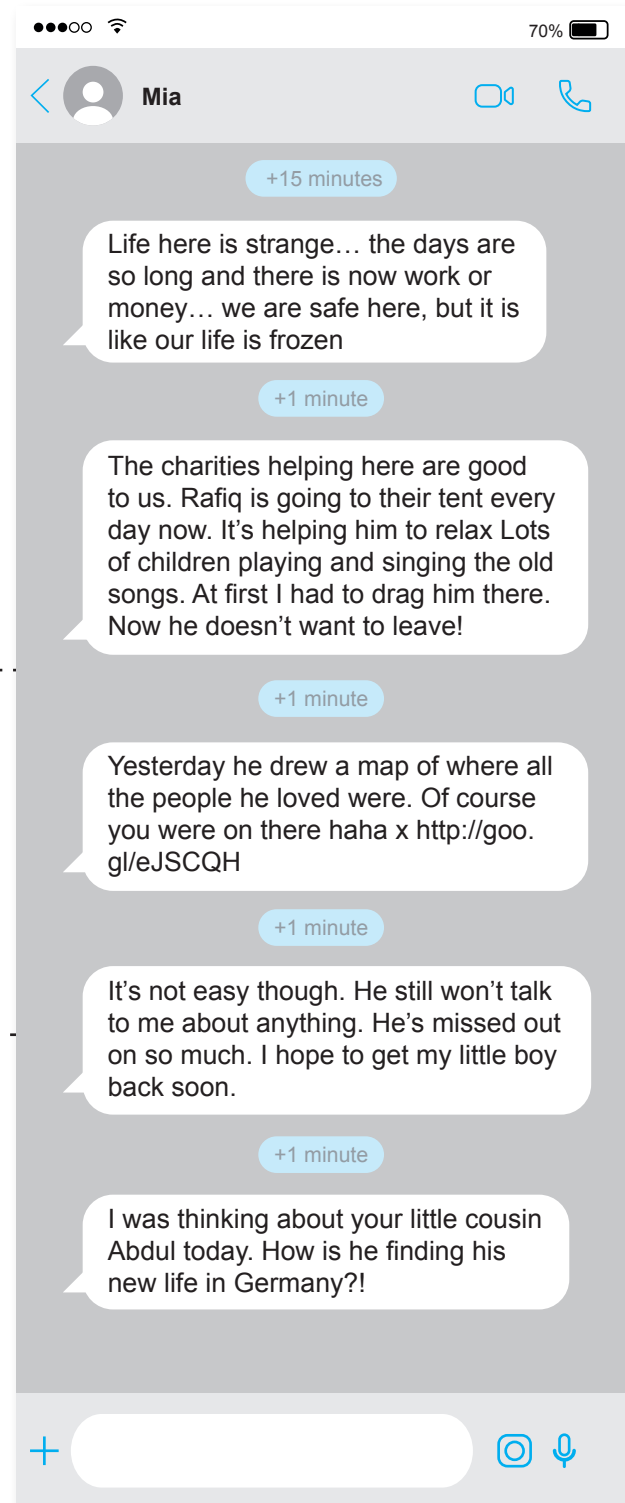 70%
Mia
+15 minutes
Life here is strange… the days are
so long and there is now work or
money… we are safe here, but it is
like our life is frozen
+1 minute
The charities helping here are good
to us. Rafiq is going to their tent every
day now. It’s helping him to relax Lots
of children playing and singing the old
songs. At first I had to drag him there.
Now he doesn’t want to leave!
+1 minute
Yesterday he drew a map of where all
the people he loved were. Of course
you were on there haha x http://goo.
gl/eJSCQH
+1 minute
It’s not easy though. He still won’t talk
to me about anything. He’s missed out
on so much. I hope to get my little boy
back soon.
+1 minute
I was thinking about your little cousin
Abdul today. How is he finding his
new life in Germany?!